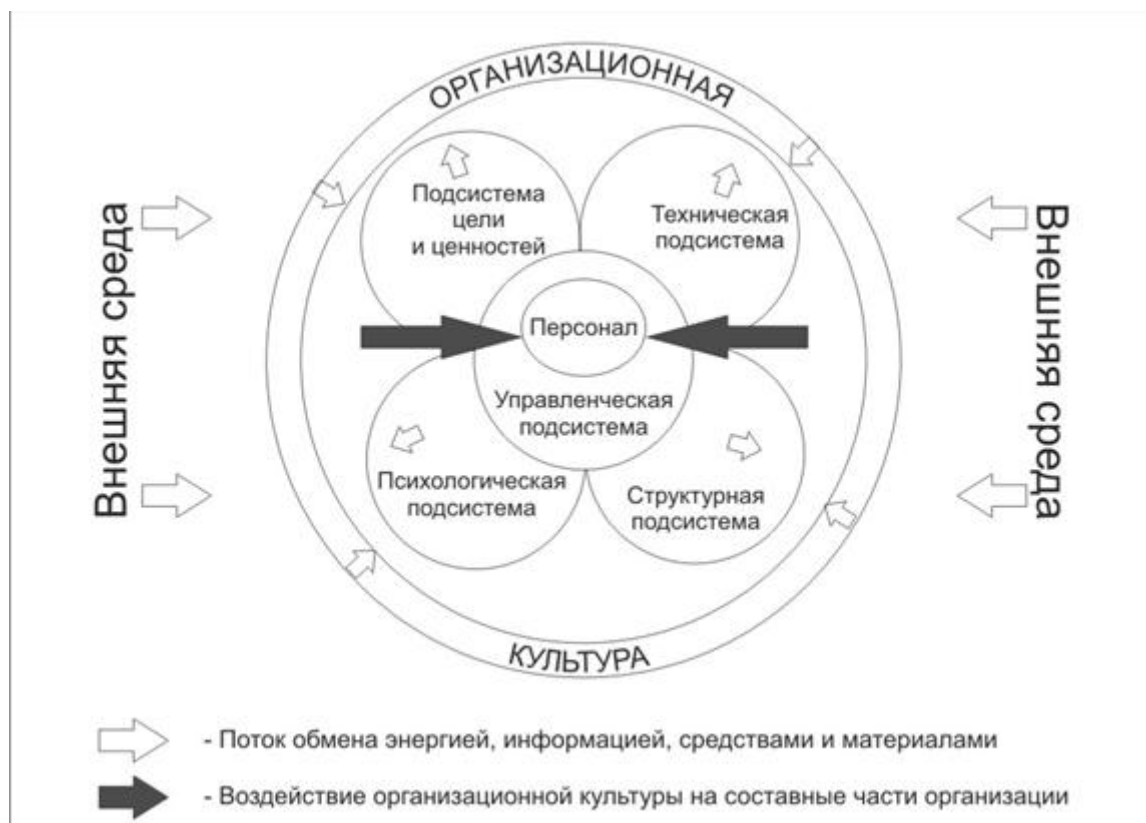 ОРГАНИЗАЦИОННАЯ
Подсистема
цели
и ценностей
Техническая
подсистема
Внешняя среда
Внешняя среда
Персонал
Управленческая
подсистема
Психологическая
подсистема
Структурная
подсистема
КУЛЬТУРА
- Поток обмена энергией, информацией, средствами и материалами
- Воздействие организационной культуры на составные части организации